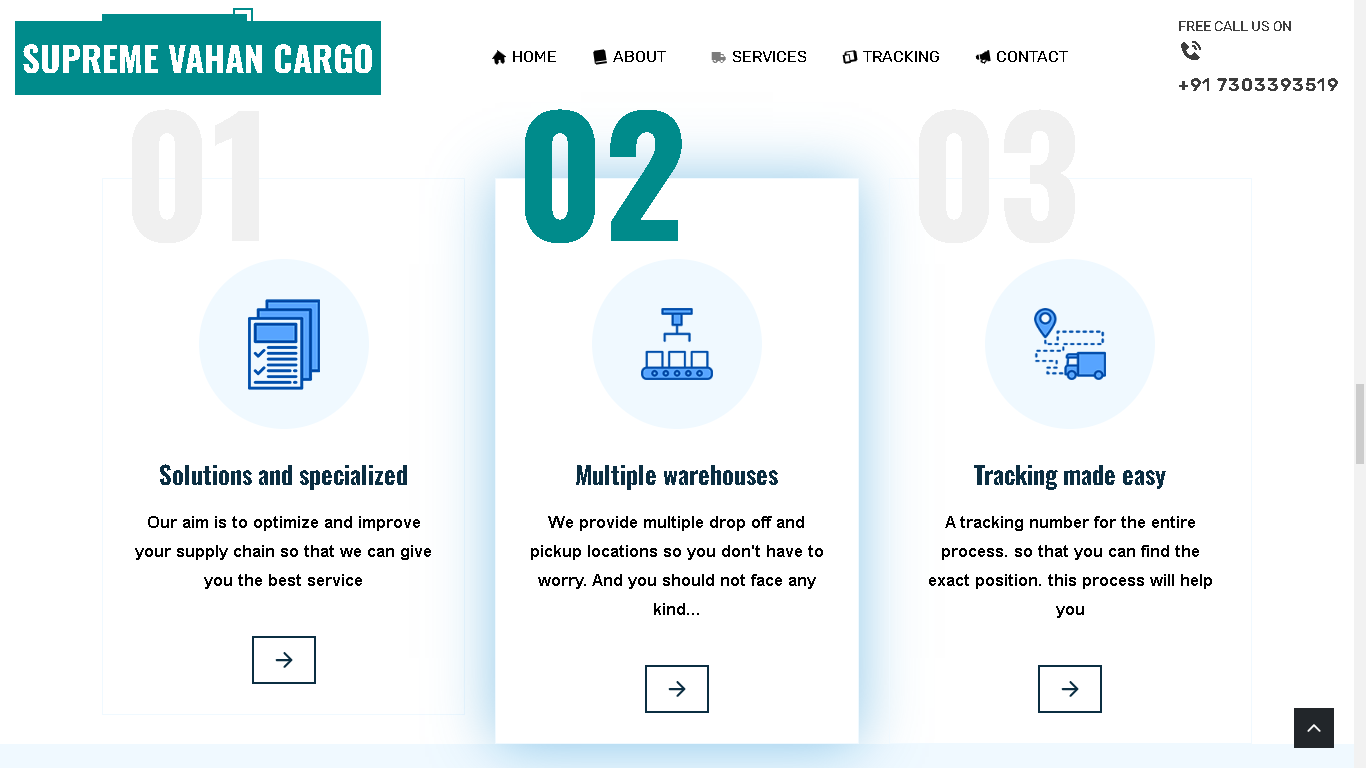 SUPREME VAHAN CARGO
HOME
ABOUT
SERVICES
TRACKING
CONTACT
FREE CALL US ON
+91 7303393519
01
Solutions and specialized
Our aim is to optimize and improve
your supply chain so that we can give
you the best service
02
Multiple warehouses
We provide multiple drop off and
pickup locations so you don't have to
worry. And you should not face any
kind...
03
Tracking made easy
A tracking number for the entire
process. so that you can find the
exact position. this process will help
you